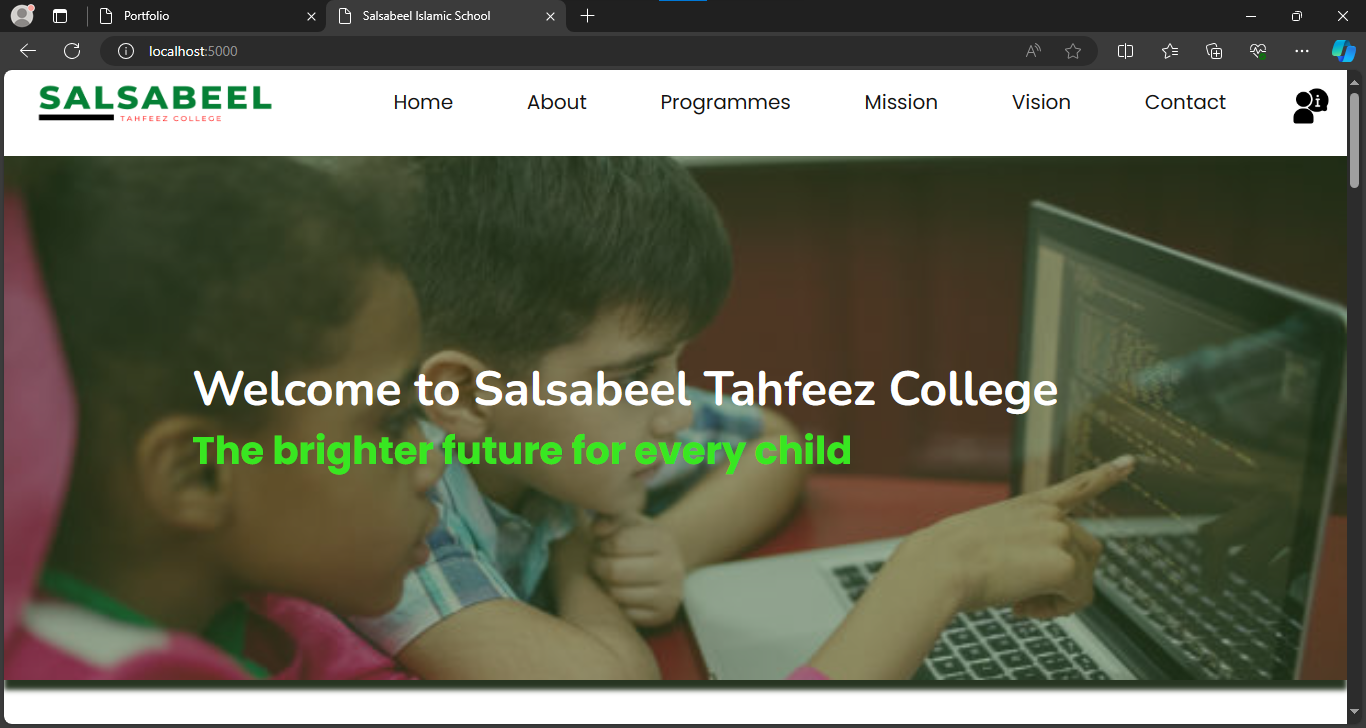 Portfolio
Salsabeel Islamic School
localhost:5000
SALSABEEL
TAHFEEZ COLLEGE
Home
About
Programmes
Mission
Vision
Contact
Welcome to Salsabeel Tahfeez College
The brighter future for every child